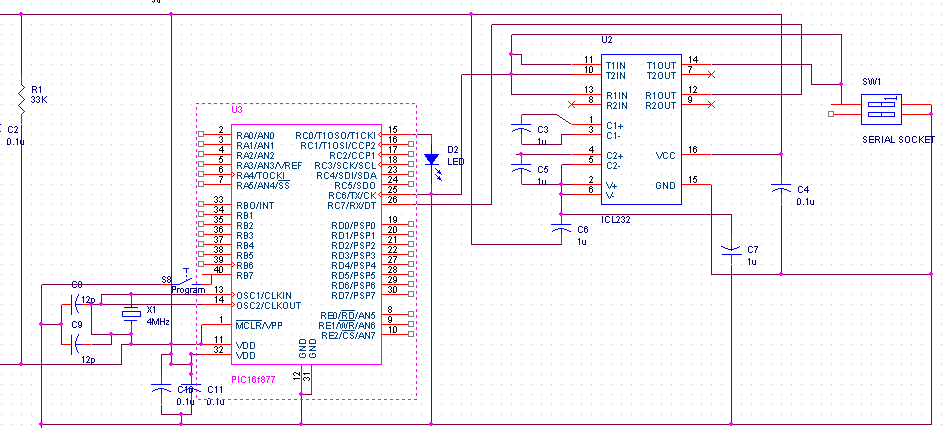 R1
33K
C2
0.1u
U3
2 RA0/AN0
3 RA1/AN1
4 RA2/AN2
5 RA3/AN3/VREF
6 RA4/TOCKI
7 RA5/AN4/SS
33 RB0/INT
34 RB1
35 RB2
36 RB3
37 RB4
38 RB5
39 RB6
40 RB7
13 OSC1/CLKIN
14 OSC2/CLKOUT
1 MCLR/VPP
11 VDD
32 VDD
RC0/T1OSO/T1CKI 15
RC1/T1OSI/CCP2 16
RC2/CCP1 17
RC3/SCK/SCL 18
RC4/SDI/SDA 23
RC5/SDO 24
RC6/TX/CK 25
RC7/RX/DT 26
RD0/PSP0 19
RD1/PSP1 20
RD2/PSP2 21
RD3/PSP3 22
RD4/PSP4 27
RD5/PSP5 28
RD6/PSP6 29
RD7/PSP7 30
RE0/RD/AN5 8
RE1/WR/AN6 9
RE2/CS/AN7 10
GND GND
12 31
PIC161877
D2
LED
S8
Program
C8
12p
X1
4MHz
C9
12p
C10
0.1u
C11
0.1u
U2
11 T1IN
10 T2IN
13 R1IN
8 R2IN
1 C1+
3 C1-
4 C2+
5 C2-
2 V+
6 V-
T1OUT 14
T2OUT 7
R1OUT 12
R2OUT 9
VCC 16
GND 15
ICL232
C3
1u
C5
1u
C6
1u
C7
1u
C4
0.1u
SW1
1
SERIAL SOCKET